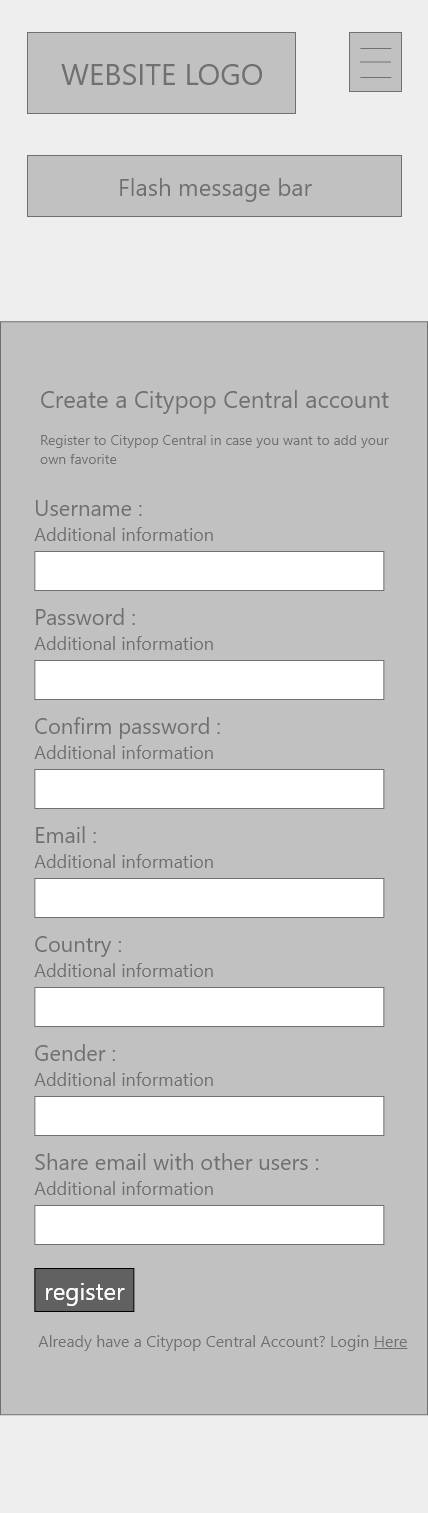 WEBSITE LOGO
Flash message bar
Create a Citypop Central account
Register to Citypop Central in case you want to add your
own favorite
Username :
Additional information
Password :
Additional information
Confirm password :
Additional information
Email :
Additional information
Country :
Additional information
Gender :
Additional information
Share email with other users :
Additional information
register
Already have a Citypop Central Account? Login Here